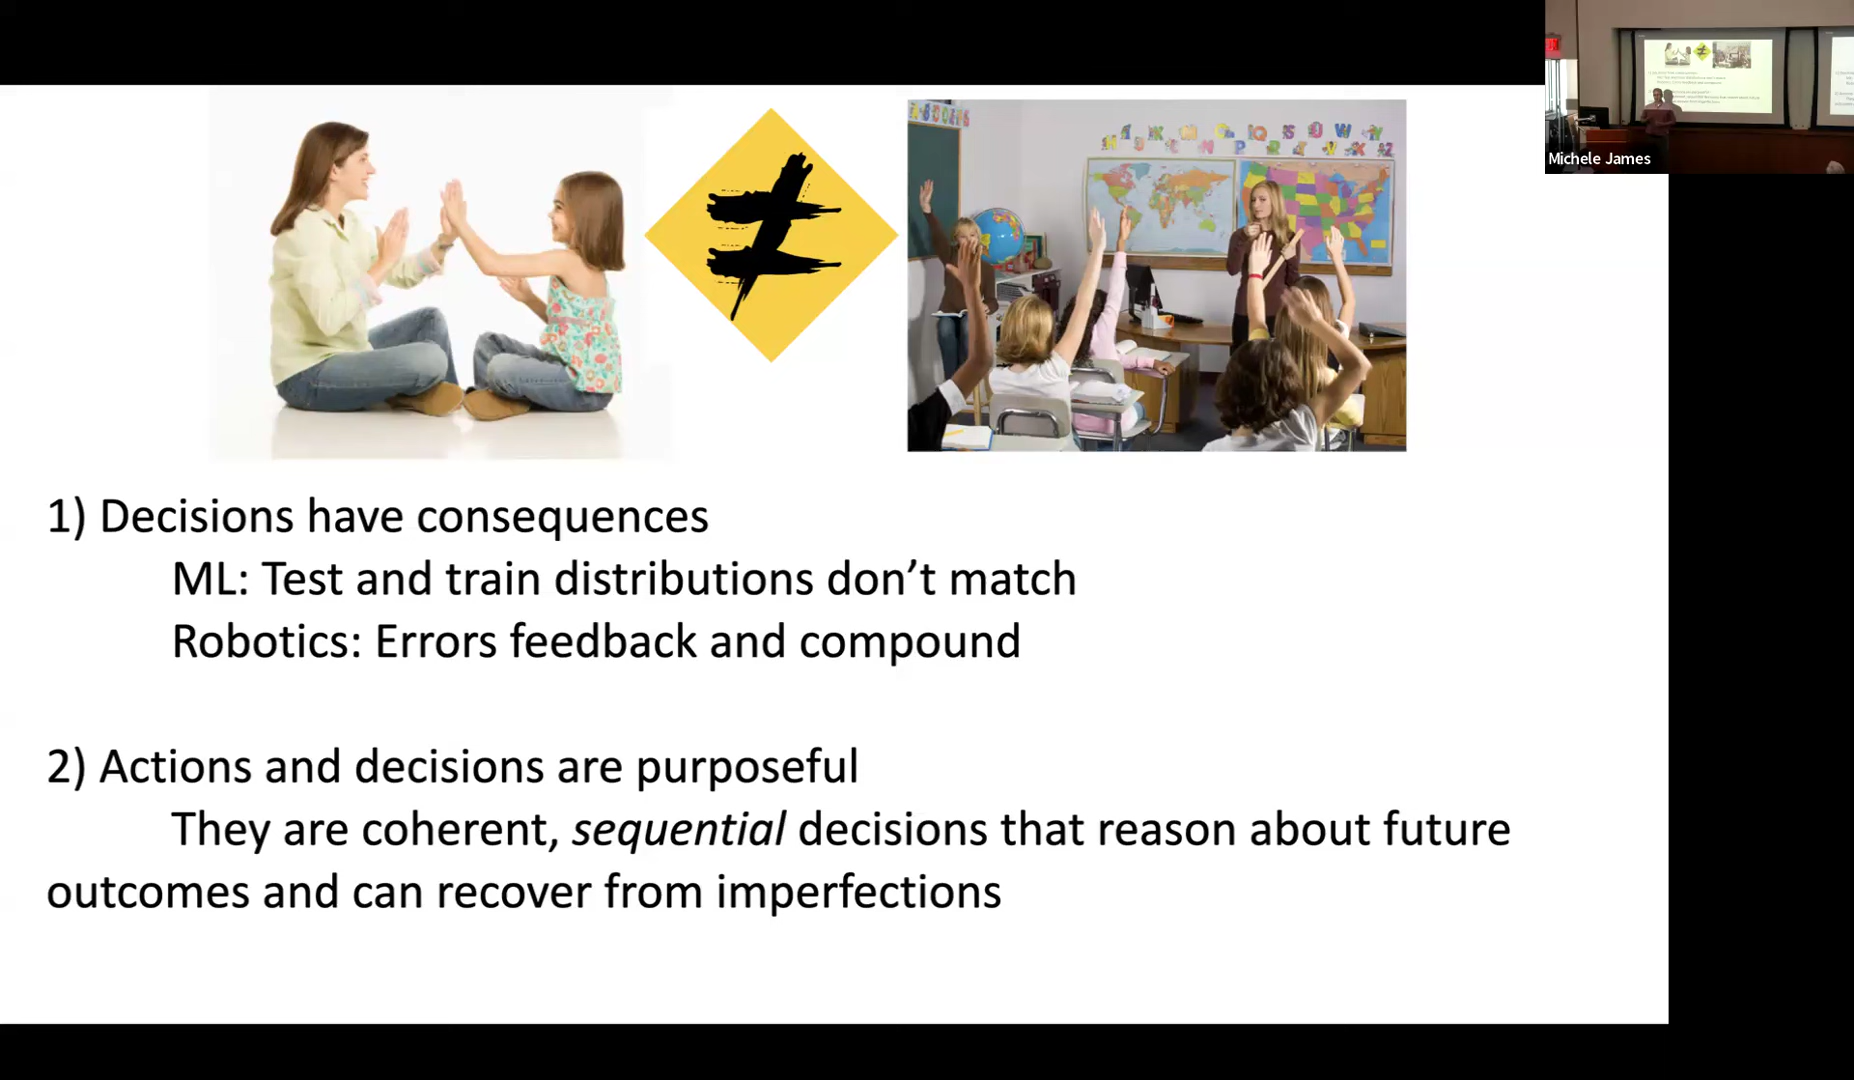 Michele James
≠
1) Decisions have consequences
ML: Test and train distributions don’t match
Robotics: Errors feedback and compound
2) Actions and decisions are purposeful
They are coherent, sequential decisions that reason about future
outcomes and can recover from imperfections